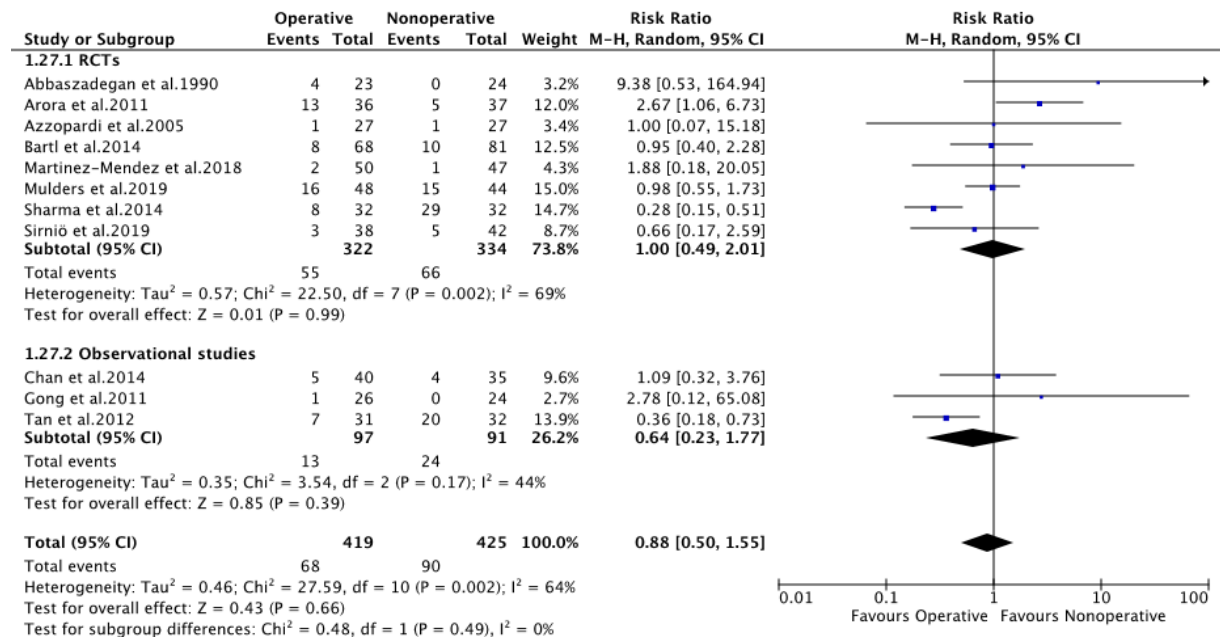 Operative Nonoperative Risk Ratio Risk Ratio
Study or Subgroup Events Total Events Total Weight M-H, Random, 95% CI M-H, Random, 95% CI
1.27.1 RCTs
Abbaszadegan et al.1990 4 23 0 24 3.2% 9.38 [0.53, 164.94]
Arora et al.2011 13 36 5 37 12.0% 2.67 [1.06, 6.73]
Azzopardi et al.2005 1 27 1 27 3.4% 1.00 [0.07, 15.18]
Bartl et al.2014 8 68 10 81 12.5% 0.95 [0.40, 2.28]
Martinez-Mendez et al.2018 2 50 1 47 4.3% 1.88 [0.18, 20.05]
Mulders et al.2019 16 48 15 44 15.0% 0.98 [0.55, 1.73]
Sharma et al.2014 8 32 29 32 14.7% 0.28 [0.15, 0.51]
Sirniö et al.2019 3 38 5 42 8.7% 0.66 [0.17, 2.59]
Subtotal (95% CI) 322 334 73.8% 1.00 [0.49, 2.01]
Total events 55 66
Heterogeneity: Tau² = 0.57; Chi² = 22.50, df = 7 (P = 0.002); I² = 69%
Test for overall effect: Z = 0.01 (P = 0.99)
1.27.2 Observational studies
Chan et al.2014 5 40 4 35 9.6% 1.09 [0.32, 3.76]
Gong et al.2011 1 26 0 24 2.7% 2.78 [0.12, 65.08]
Tan et al.2012 7 31 20 32 13.9% 0.36 [0.18, 0.73]
Subtotal (95% CI) 97 91 26.2% 0.64 [0.23, 1.77]
Total events 13 24
Heterogeneity: Tau² = 0.35; Chi² = 3.54, df = 2 (P = 0.17); I² = 44%
Test for overall effect: Z = 0.85 (P = 0.39)
Total (95% CI) 419 425 100.0% 0.88 [0.50, 1.55]
Total events 68 90
Heterogeneity: Tau² = 0.46; Chi² = 27.59, df = 10 (P = 0.002); I² = 64%
Test for overall effect: Z = 0.43 (P = 0.66)
Test for subgroup differences: Chi² = 0.48, df = 1 (P = 0.49), I² = 0%
0.01 0.1 1 10 100
Favours Operative Favours Nonoperative